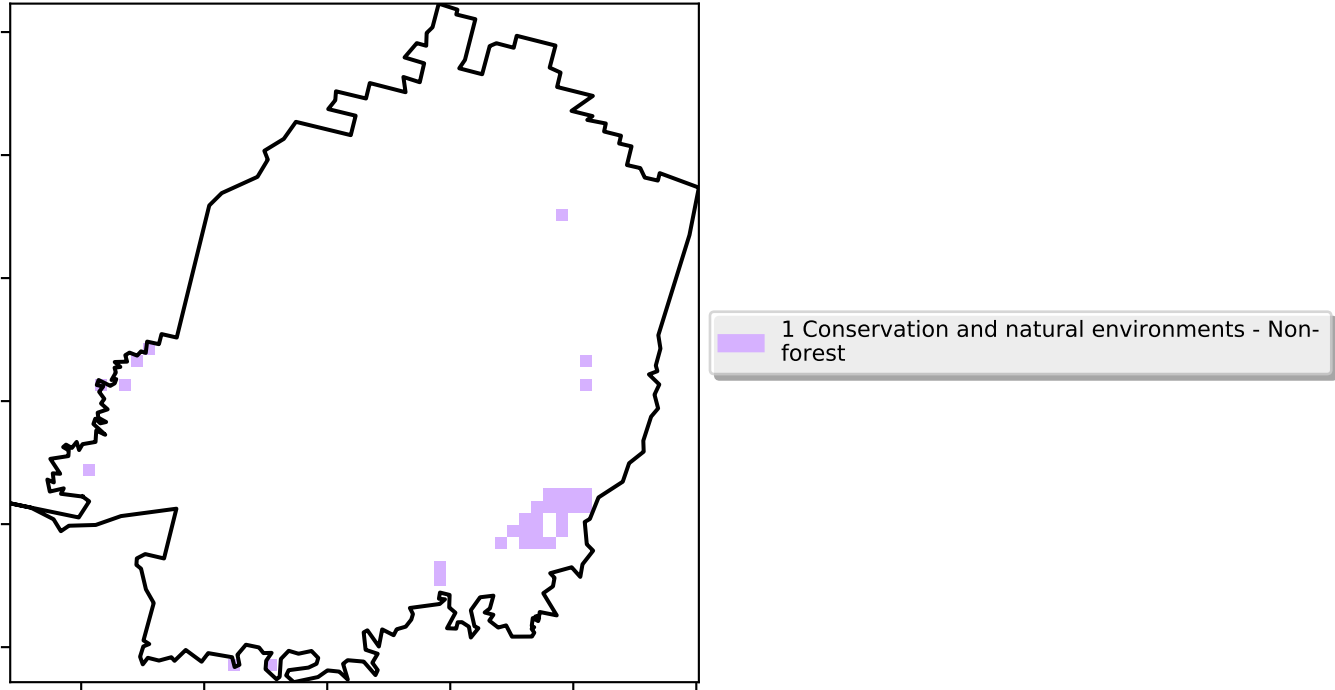 1 Conservation and natural environments - Non-
forest